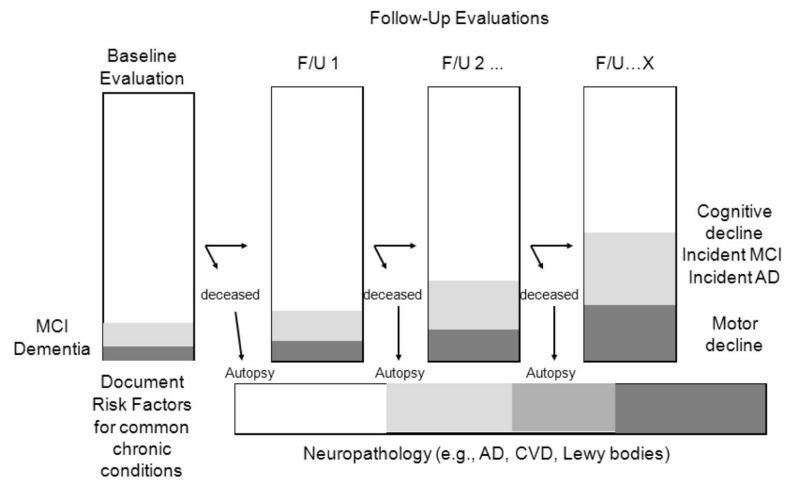 Follow-Up Evaluations
Baseline
Evaluation
F/U 1
F/U 2 ...
F/U...X
deceased
deceased
deceased
Cognitive
decline
Incident MCI
Incident AD
MCI
Dementia
Motor
decline
Autopsy
Autopsy
Autopsy
Document
Risk Factors
for common
chronic
conditions
Neuropathology (e.g., AD, CVD, Lewy bodies)